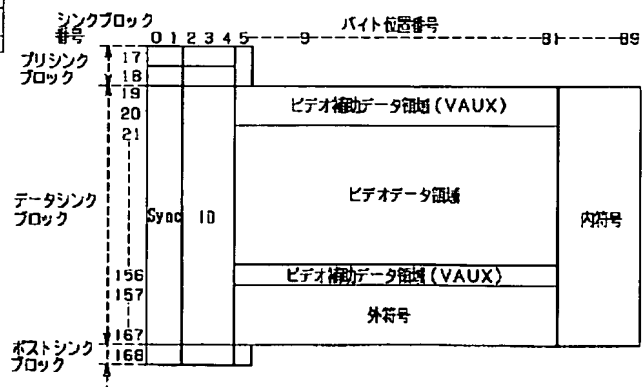 シンクブロック
番号
バイト位置番号
0 1 2 3 4 5 9 81 89
プリシンク
ブロック
17
18
19
ビデオ補助データ領域(VAUX)
20
21
データシンク
ブロック
Sync
ID
ビデオデータ領域
内符号
156
ビデオ補助データ領域(VAUX)
157
外符号
167
ポストシンク
ブロック
168